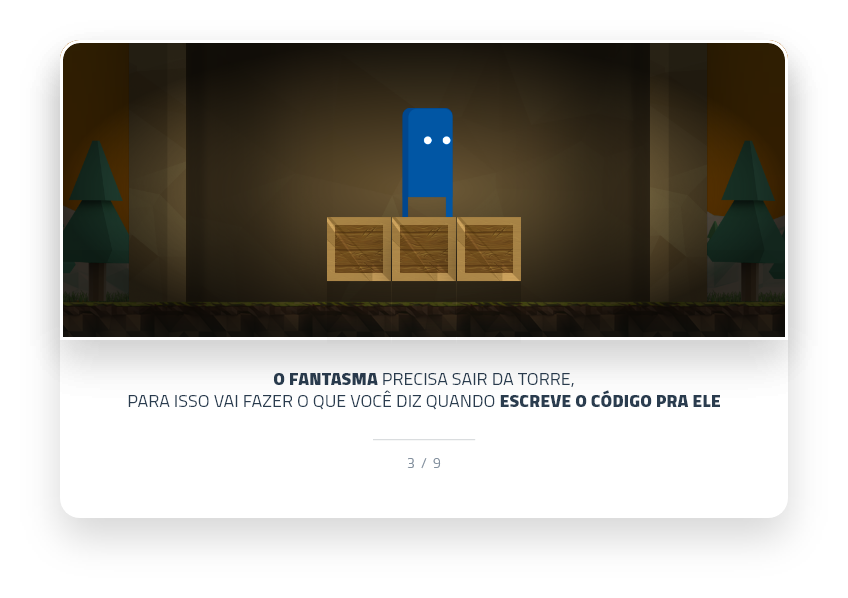 O FANTASMA PRECISA SAIR DA TORRE,
PARA ISSO VAI FAZER O QUE VOCÊ DIZ QUANDO ESCREVE O CÓDIGO PRA ELE
3 / 9